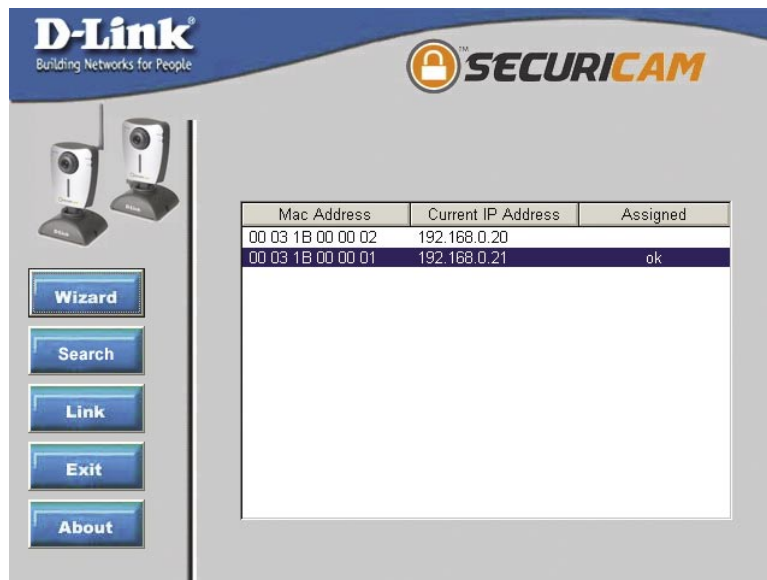 D-Link®
Building Networks for People
SECURICAM™
Mac Address Current IP Address Assigned
00 03 1B 00 00 02 192.168.0.20
00 03 1B 00 00 01 192.168.0.21 ok
Wizard
Search
Link
Exit
About